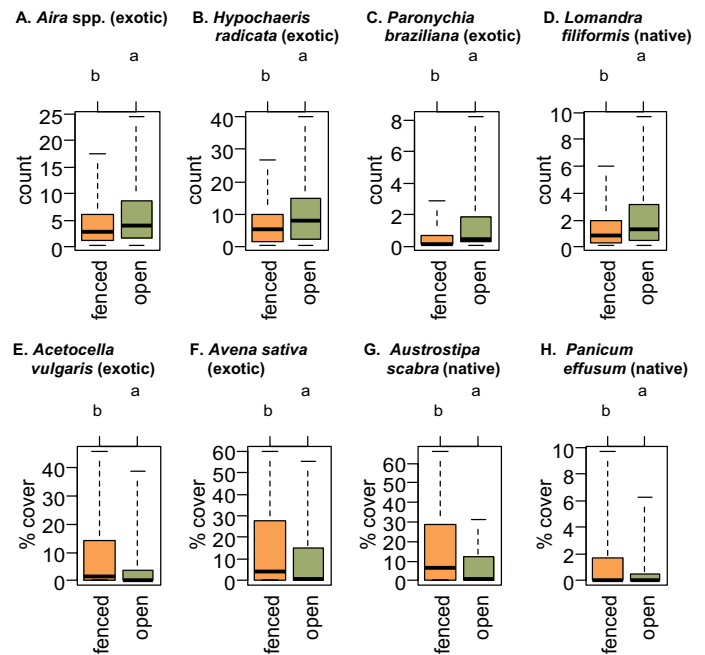 A. Aira spp. (exotic)
b
a
count
25
20
15
10
5
0
fenced
open
B. Hypochaeris
radicata (exotic)
b
a
count
40
30
20
10
0
fenced
open
C. Paronychia
braziliana (exotic)
b
a
count
8
6
4
2
0
fenced
open
D. Lomandra
filiformis (native)
b
a
count
10
8
6
4
2
0
fenced
open
E. Acetocella
vulgaris (exotic)
b
a
% cover
40
30
20
10
0
fenced
open
F. Avena sativa
(exotic)
b
a
% cover
60
50
40
30
20
10
0
fenced
open
G. Austrostipa
scabra (native)
b
a
% cover
60
50
40
30
20
10
0
fenced
open
H. Panicum
effusum (native)
b
a
% cover
10
8
6
4
2
0
fenced
open